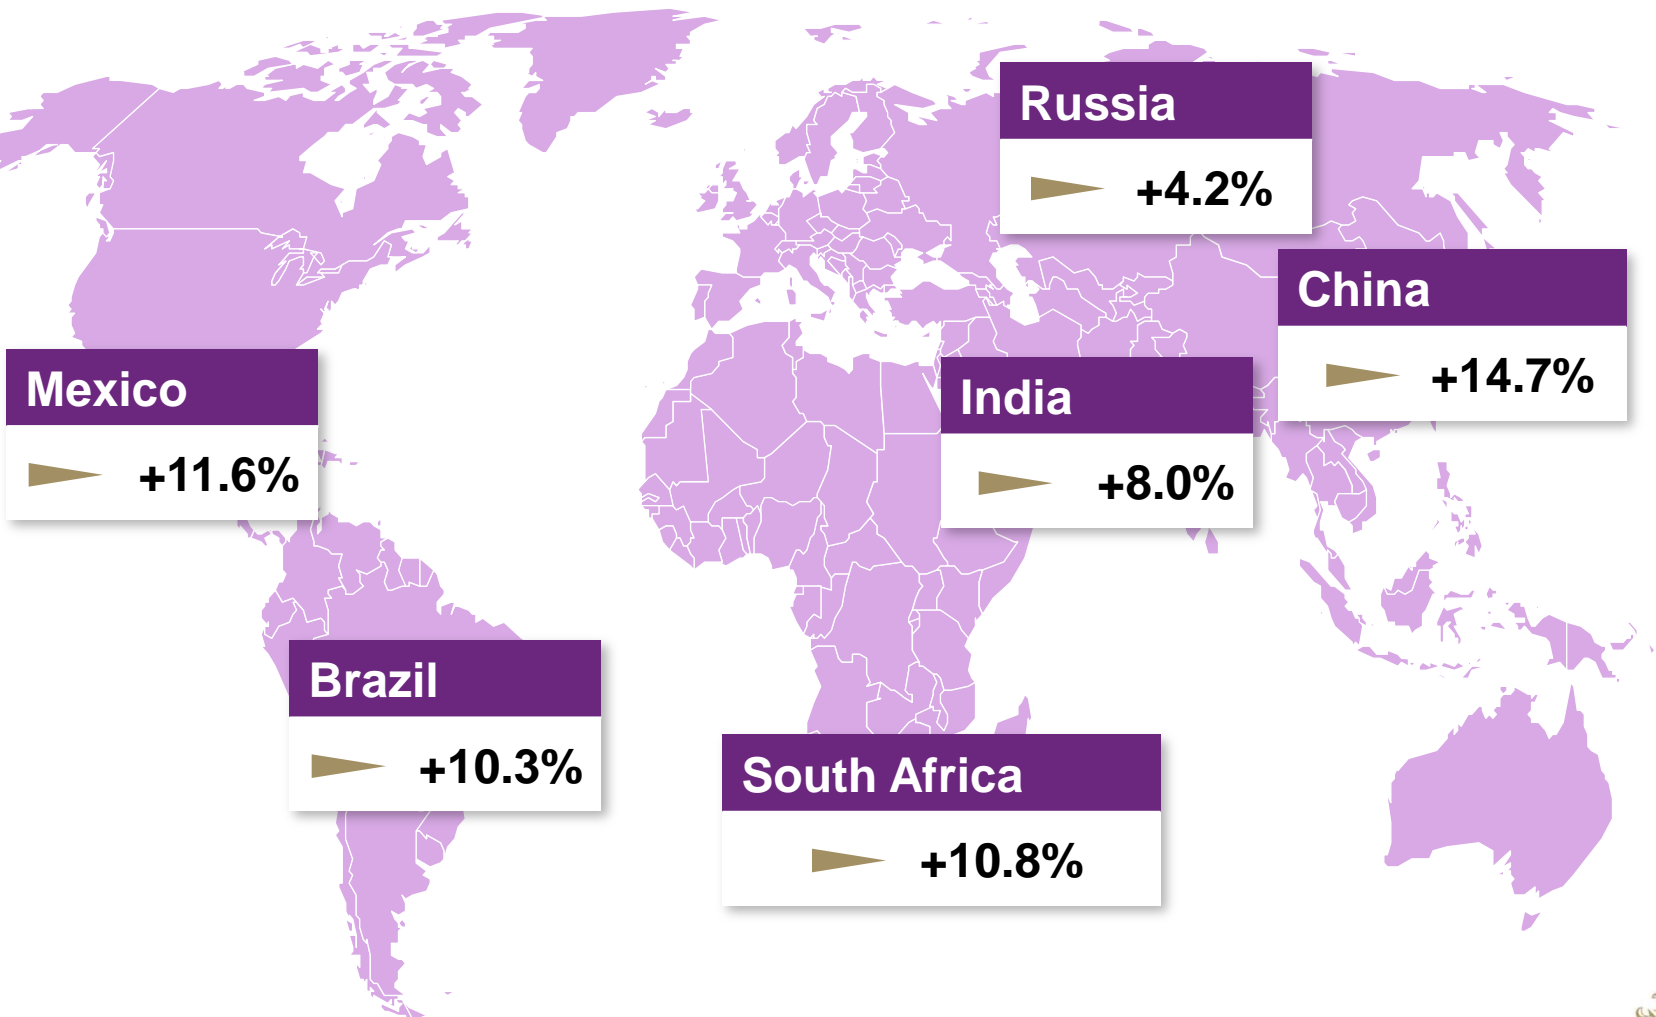 Russia
+4.2%
China
+14.7%
Mexico
+11.6%
India
+8.0%
Brazil
+10.3%
South Africa
+10.8%